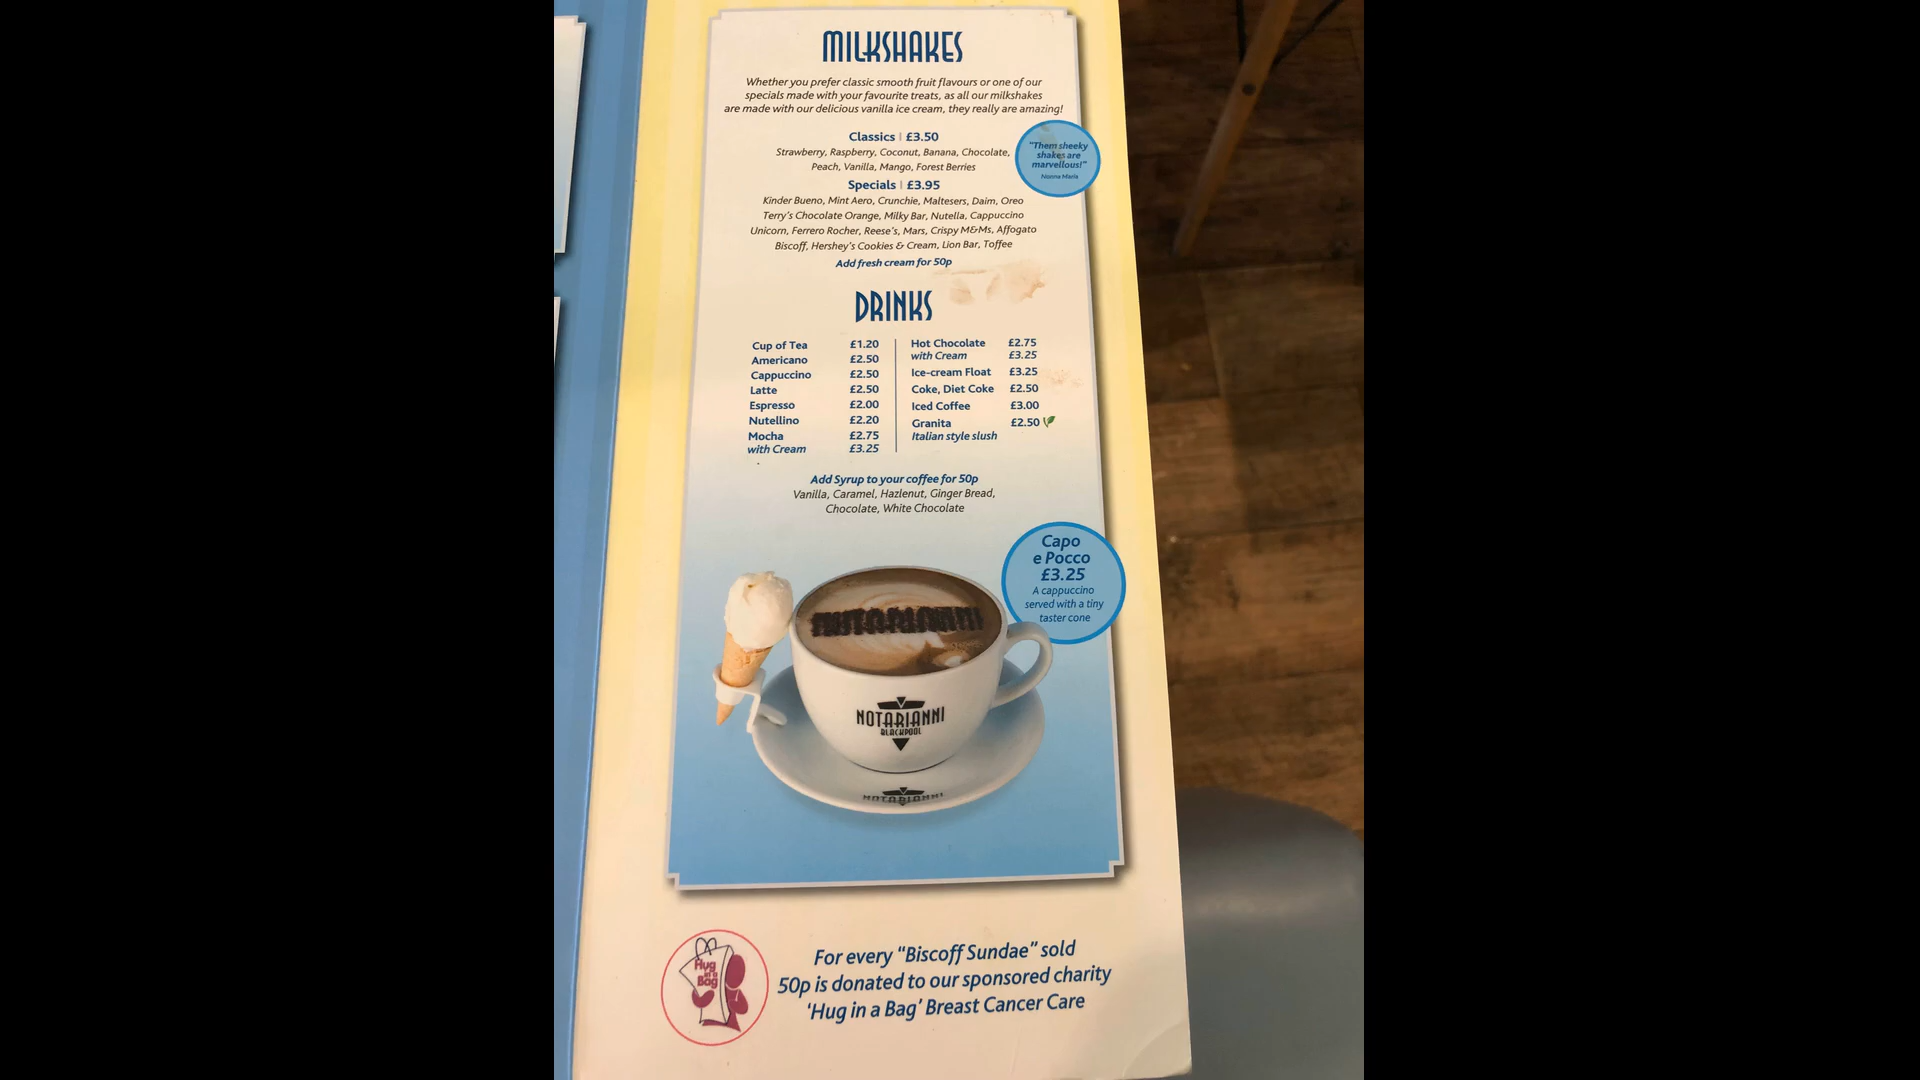 MILKSHAKES
Whether you prefer classic smooth fruit flavours or one of our
specials made with your favourite treats, as all our milkshakes
are made with our delicious vanilla ice cream, they really are amazing!
Classics | £3.50
Strawberry, Raspberry, Coconut, Banana, Chocolate,
Peach, Vanilla, Mango, Forest Berries
"Them sheeky
shakes are
marvellous!"
Nonna Maria
Specials | £3.95
Kinder Bueno, Mint Aero, Crunchie, Maltesers, Daim, Oreo
Terry's Chocolate Orange, Milky Bar, Nutella, Cappuccino
Unicorn, Ferrero Rocher, Reese's, Mars, Crispy M&Ms, Affogato
Biscoff, Hershey's Cookies & Cream, Lion Bar, Toffee
Add fresh cream for 50p
DRINKS
Cup of Tea £1.20
Americano £2.50
Cappuccino £2.50
Latte £2.50
Espresso £2.00
Nutellino £2.20
Mocha £2.75
with Cream £3.25
Hot Chocolate £2.75
with Cream £3.25
Ice-cream Float £3.25
Coke, Diet Coke £2.50
Iced Coffee £3.00
Granita £2.50
Italian style slush
Add Syrup to your coffee for 50p
Vanilla, Caramel, Hazlenut, Ginger Bread,
Chocolate, White Chocolate
Capo
e Pocco
£3.25
A cappuccino
served with a tiny
taster cone
NOTARIANNI
NOTARIANNI
BLACKPOOL
NOTARIANNI
Hug
in a
Bag
For every "Biscoff Sundae" sold
50p is donated to our sponsored charity
'Hug in a Bag' Breast Cancer Care